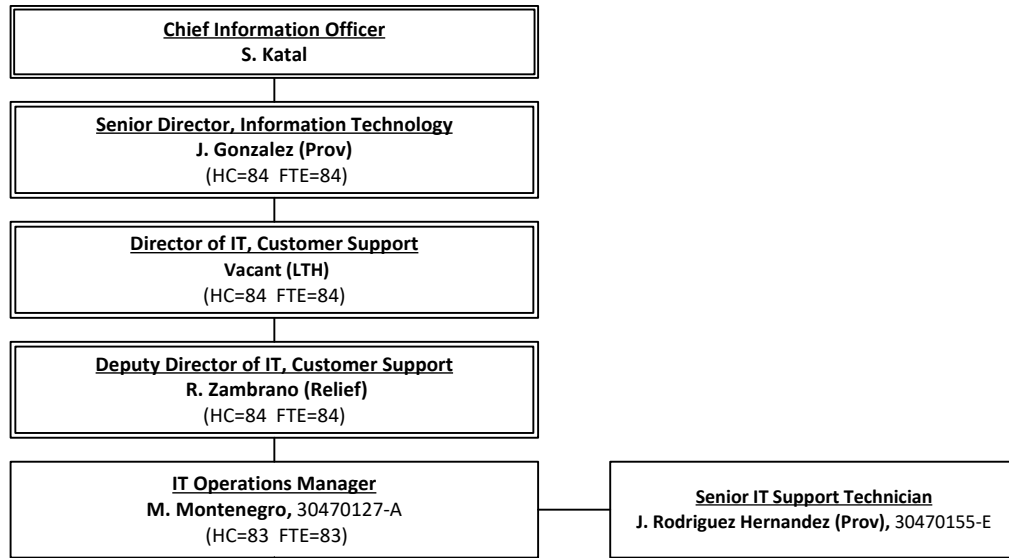 Chief Information Officer
S. Katal
Senior Director, Information Technology
J. Gonzalez (Prov)
(HC=84 FTE=84)
Director of IT, Customer Support
Vacant (LTH)
(HC=84 FTE=84)
Deputy Director of IT, Customer Support
R. Zambrano (Relief)
(HC=84 FTE=84)
IT Operations Manager
M. Montenegro, 30470127-A
(HC=83 FTE=83)
Senior IT Support Technician
J. Rodriguez Hernandez (Prov), 30470155-E